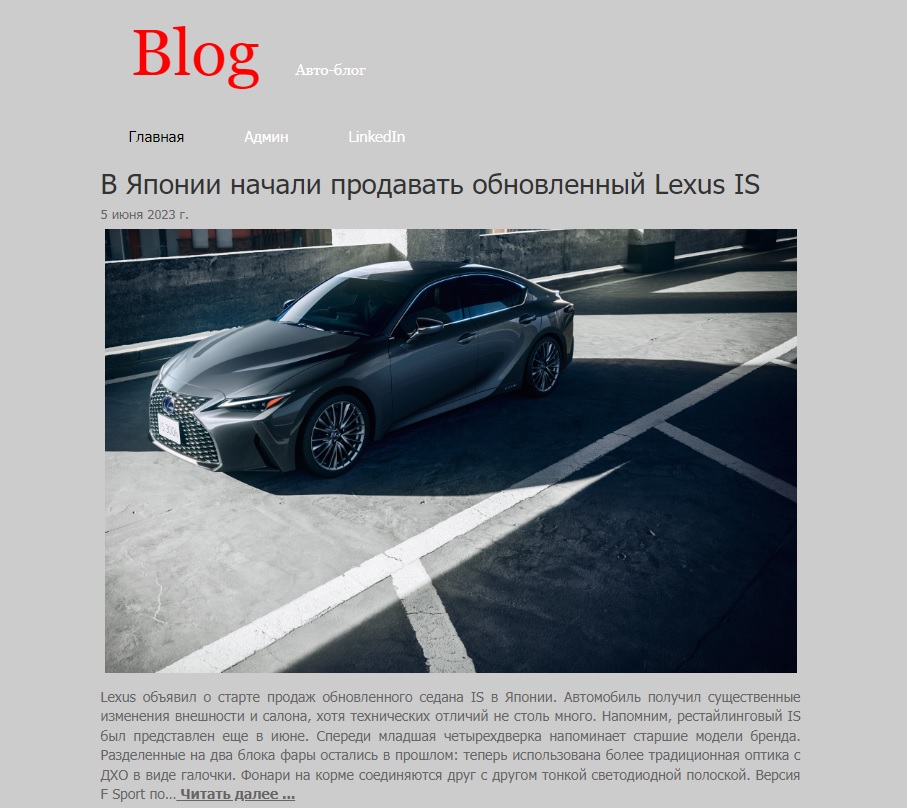 Blog
Авто-блог
Главная Админ LinkedIn
В Японии начали продавать обновленный Lexus IS
5 июня 2023 г.
Lexus объявил о старте продаж обновленного седана IS в Японии. Автомобиль получил существенные
изменения внешности и салона, хотя технических отличий не столь много. Напомним, рестайлинговый IS
был представлен еще в июне. Спереди младшая четырехдверка напоминает старшие модели бренда.
Разделенные на два блока фары остались в прошлом: теперь использована более традиционная оптика с
ДХО в виде галочки. Фонари на корме соединяются друг с другом тонкой светодиодной полоской. Версия
F Sport по... Читать далее ...